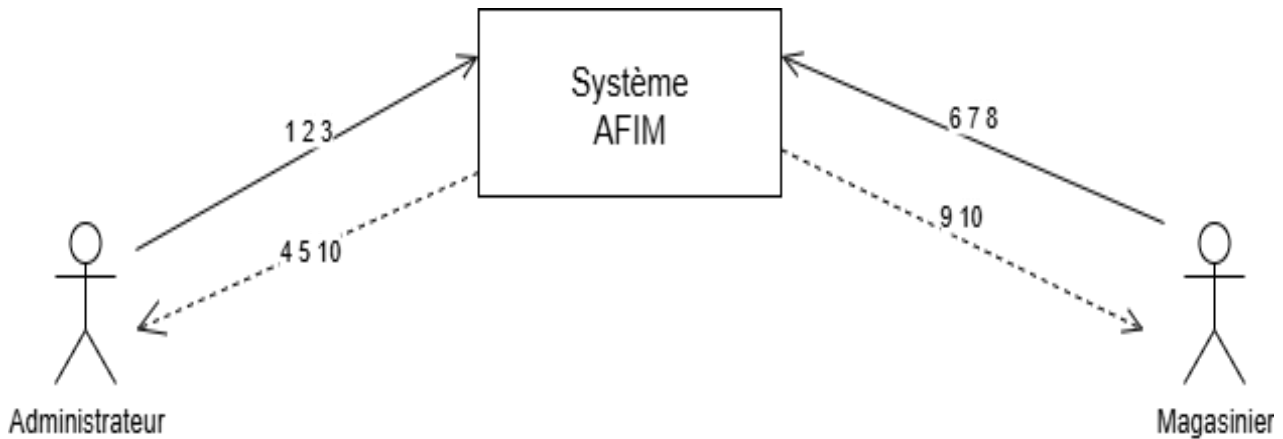 Système
AFIM
1 2 3
6 7 8
4 5 10
9 10
Administrateur
Magasinier